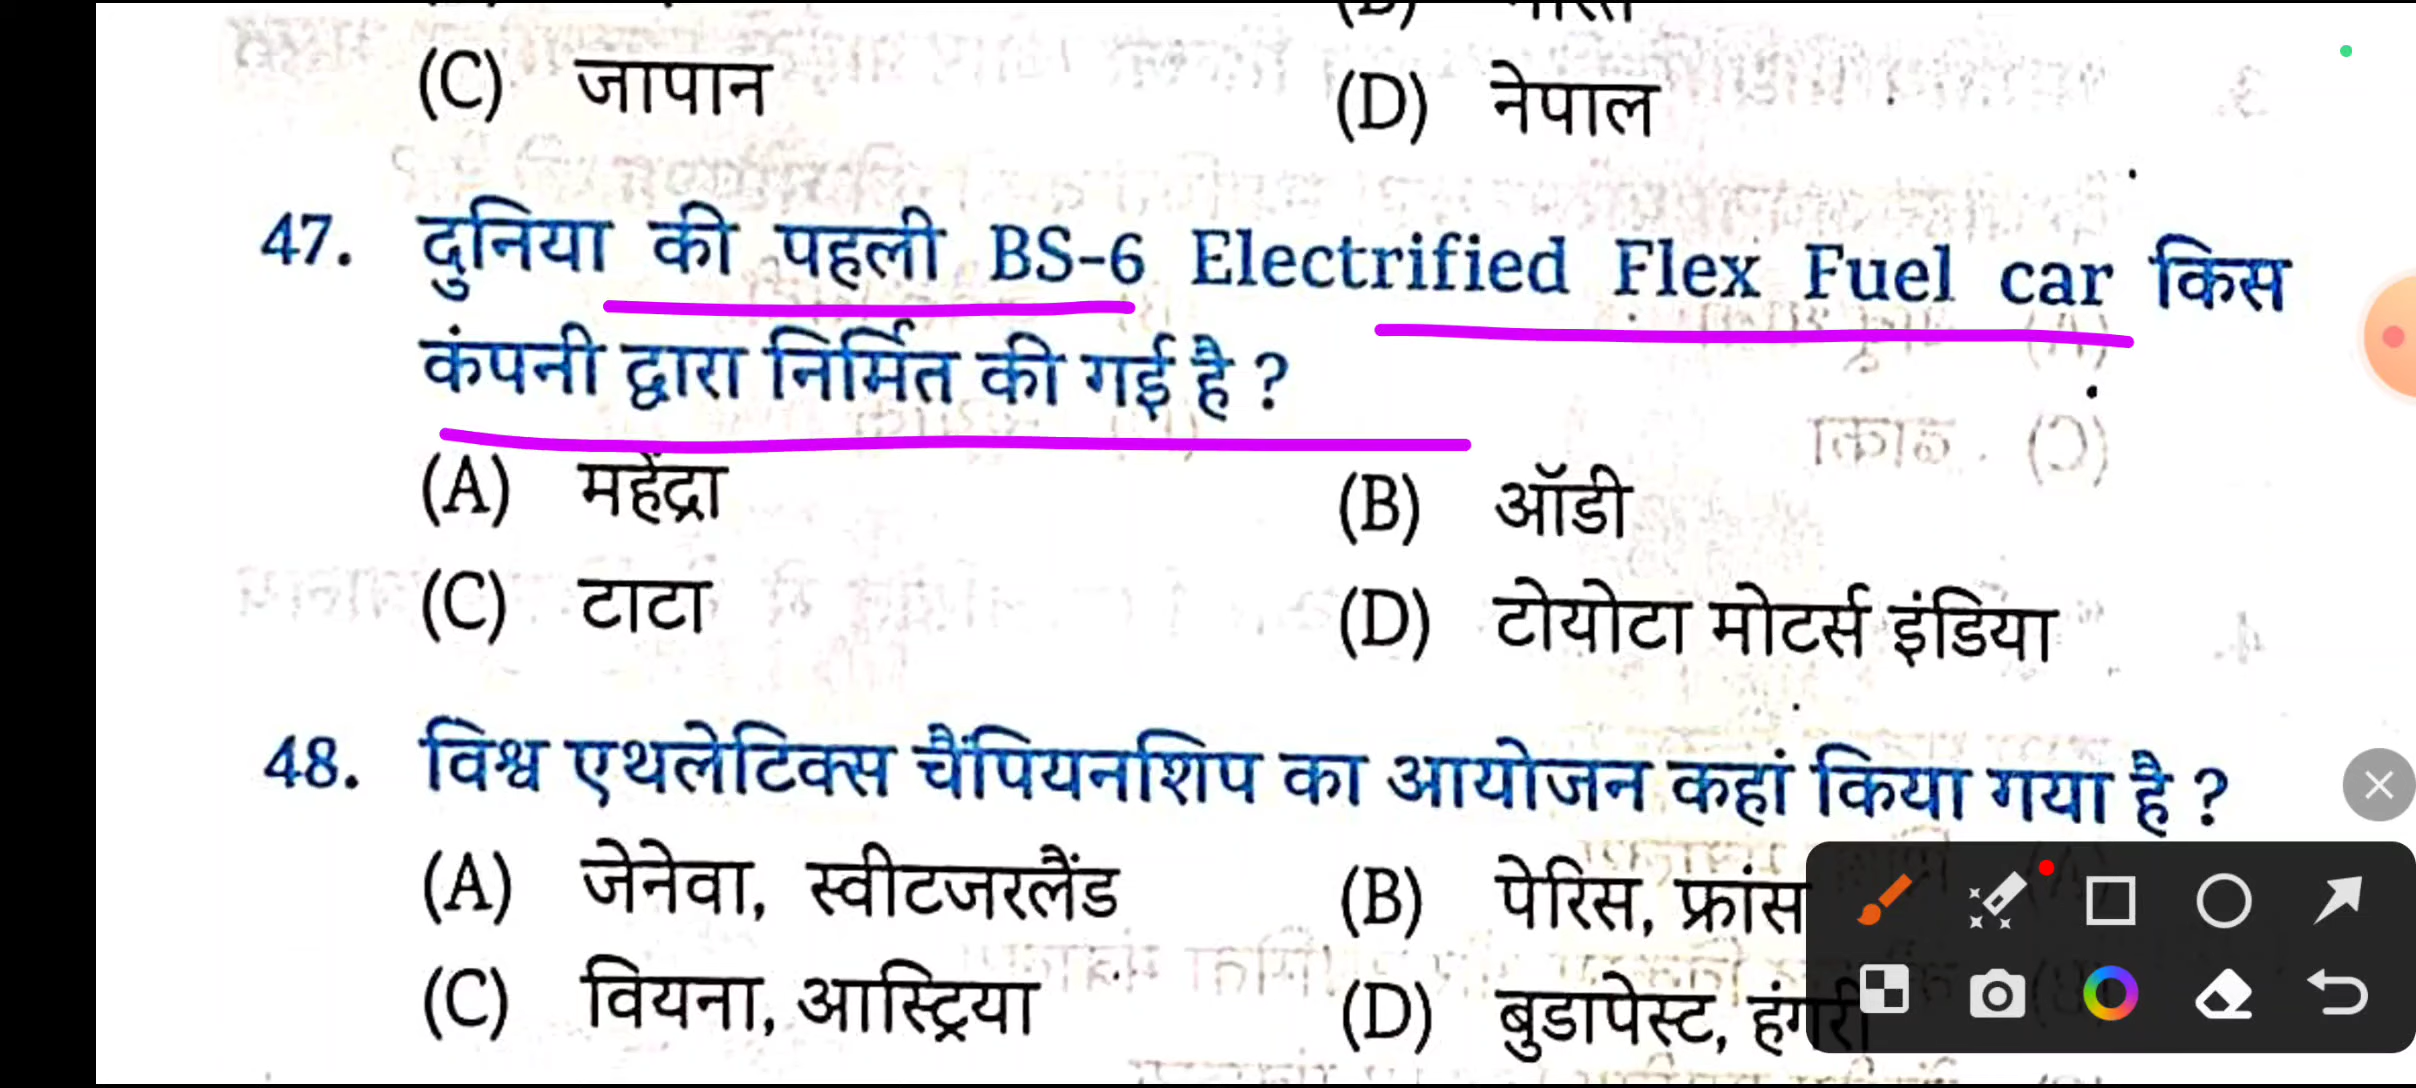 (C) जापान
(D) नेपाल
47. दुनिया की पहली BS-6 Electrified Flex Fuel car किस
कंपनी द्वारा निर्मित की गई है ?
(A) महेंद्रा
(B) ऑडी
(C) टाटा
(D) टोयोटा मोटर्स इंडिया
48. विश्व एथलेटिक्स चैंपियनशिप का आयोजन कहां किया गया है ?
(A) जेनेवा, स्वीटजरलैंड
(B) पेरिस, फ्रांस
(C) वियना, आस्ट्रिया
(D) बुडापेस्ट, हंगरी